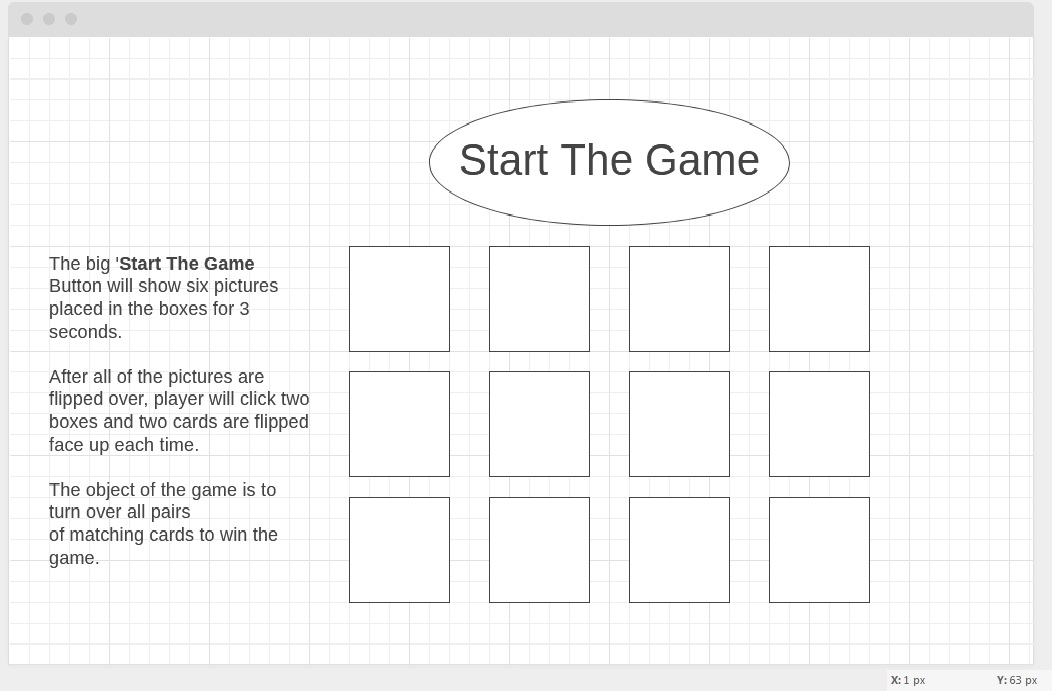 Start The Game
The big 'Start The Game
Button will show six pictures
placed in the boxes for 3
seconds.
After all of the pictures are
flipped over, player will click two
boxes and two cards are flipped
face up each time.
The object of the game is to
turn over all pairs
of matching cards to win the
game.
X: 1 px
Y: 63 px